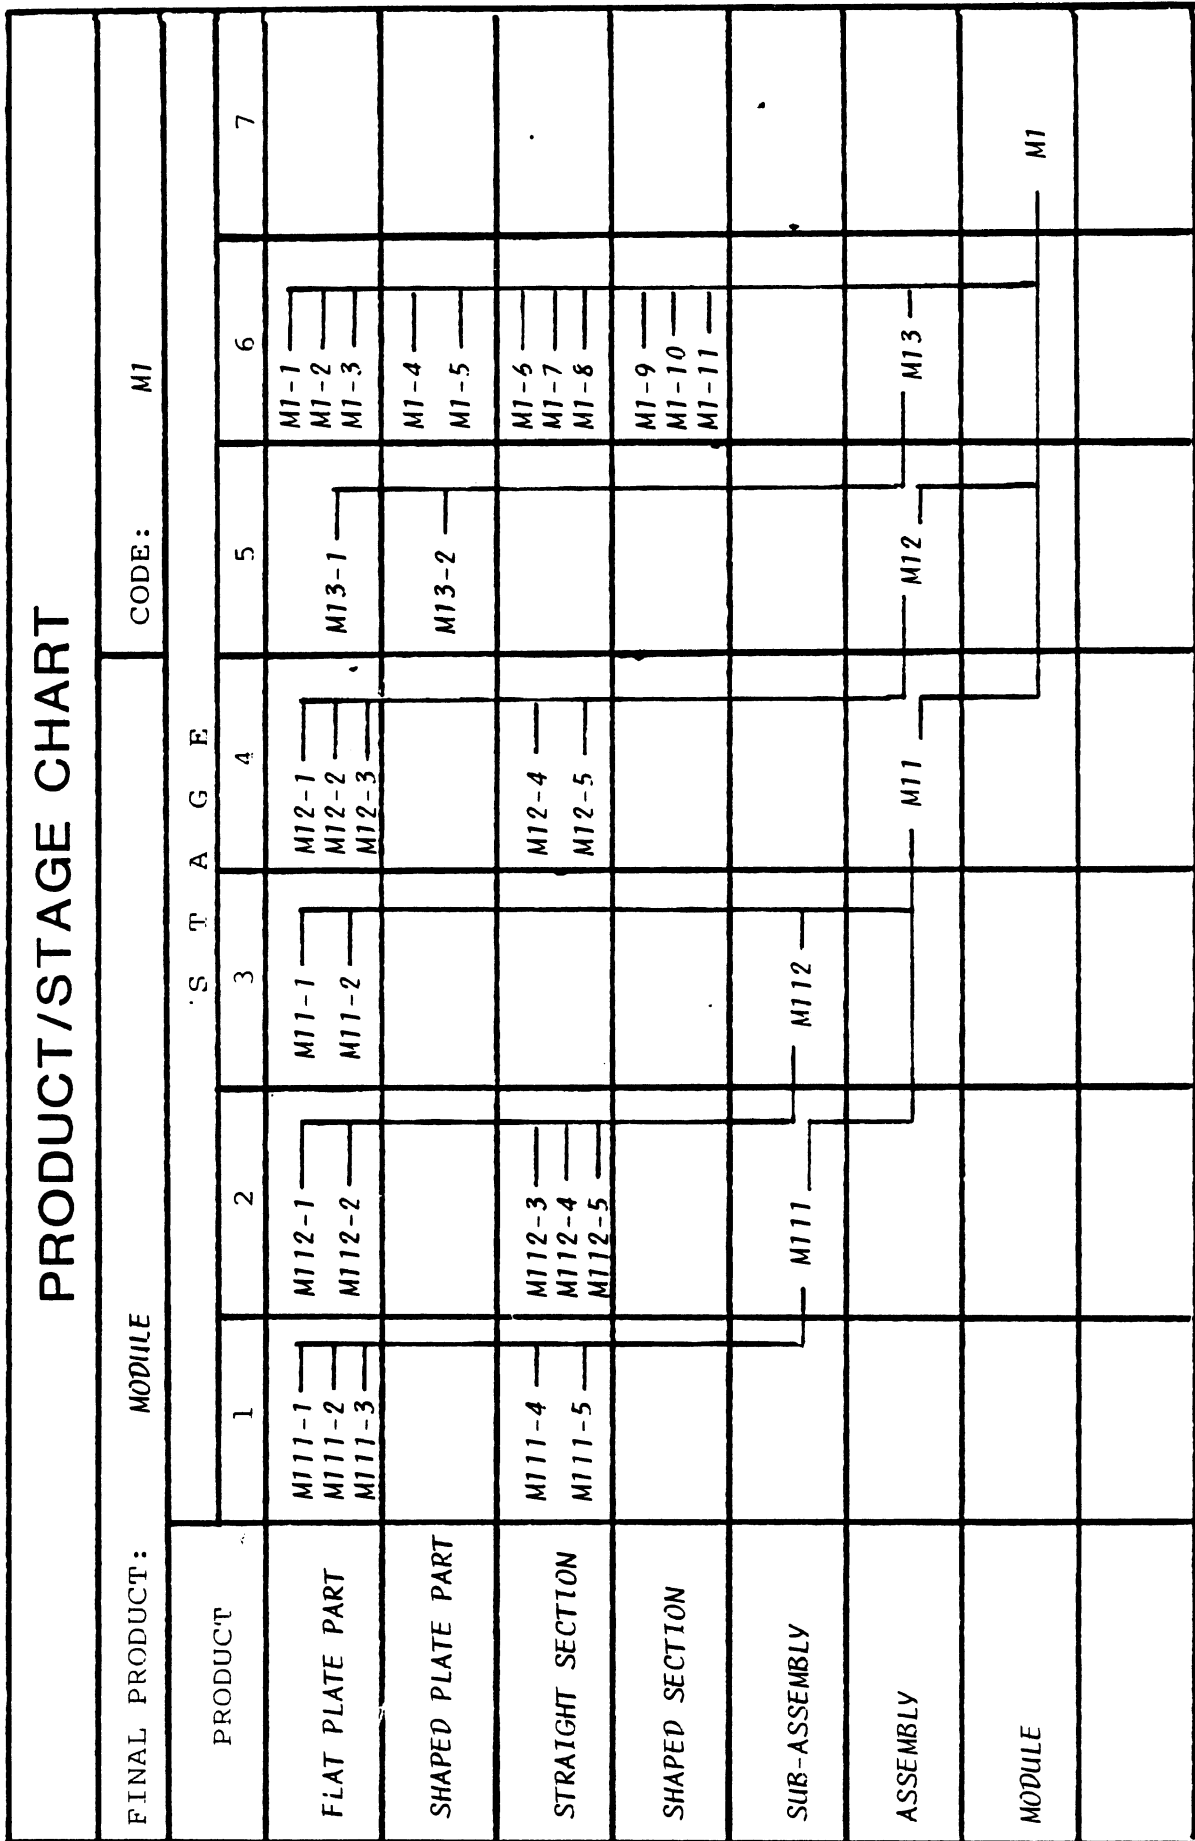 PRODUCT/STAGE CHART
FINAL PRODUCT: MODULE CODE: M1
PRODUCT
STAGE
1 2 3 4 5 6 7
FLAT PLATE PART
M111-1 M112-1 M11-1 M12-1 M13-1 M1-1
M111-2 M112-2 M11-2 M12-2 M1-2
M111-3 M12-3 M1-3
SHAPED PLATE PART
M13-2 M1-4
M1-5
STRAIGHT SECTION
M111-4 M112-3 M12-4 M1-6
M111-5 M112-4 M12-5 M1-7
M112-5 M1-8
SHAPED SECTION
M1-9
M1-10
M1-11
SUB-ASSEMBLY
M111 M112
ASSEMBLY
M11 M12 M13
MODULE
M1